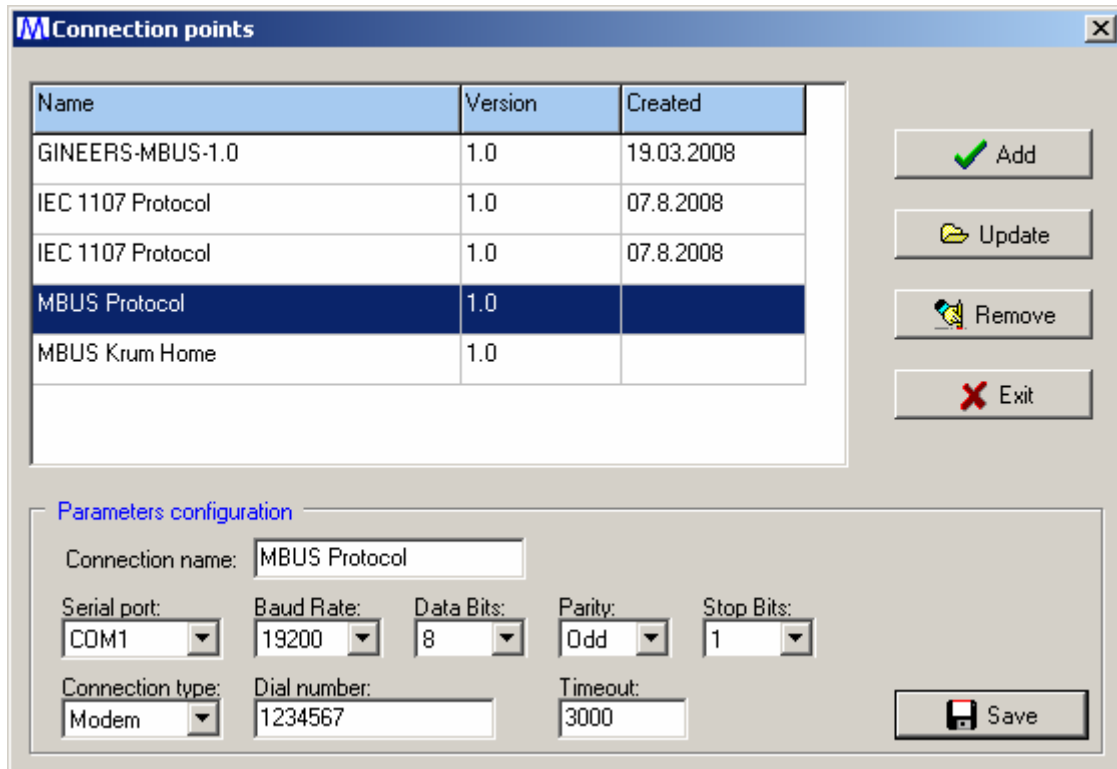 Connection points
Name Version Created
GINEERS-MBUS-1.0 1.0 19.03.2008
IEC 1107 Protocol 1.0 07.8.2008
IEC 1107 Protocol 1.0 07.8.2008
MBUS Protocol 1.0
MBUS Krum Home 1.0
Add
Update
Remove
Exit
Parameters configuration
Connection name: MBUS Protocol
Serial port: Baud Rate: Data Bits: Parity: Stop Bits:
COM1 19200 8 Odd 1
Connection type: Dial number: Timeout:
Modem 1234567 3000
Save